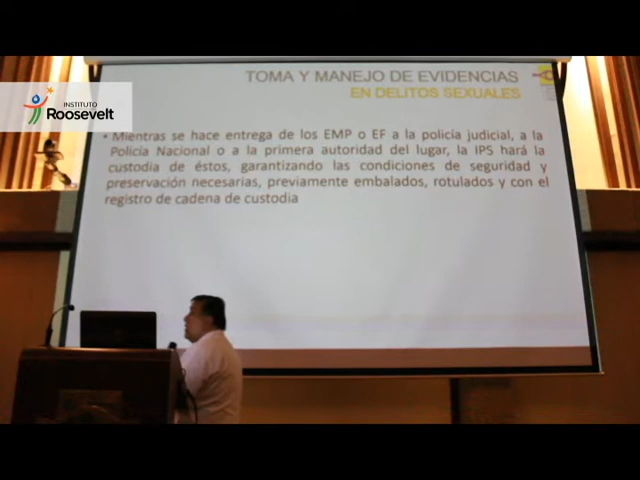 TOMA Y MANEJO DE EVIDENCIAS
EN DELITOS SEXUALES
INSTITUTO
Roosevelt
• Mientras se hace entrega de los EMP o EF a la policía judicial, a la
Policía Nacional o a la primera autoridad del lugar, la IPS hará la
custodia de éstos, garantizando las condiciones de seguridad y
preservación necesarias, previamente embalados, rotulados y con el
registro de cadena de custodia